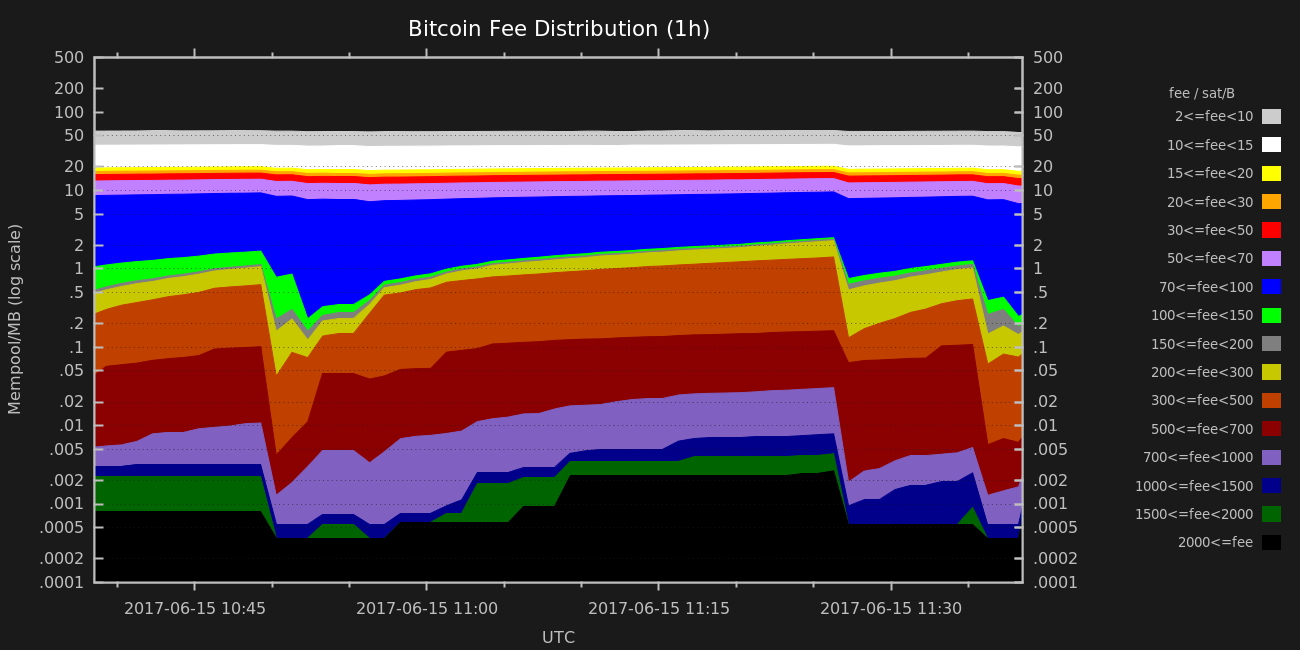 Bitcoin Fee Distribution (1h)
500 500
200 200
100 100
50 50
20 20
10 10
5 5
2 2
1 1
.5 .5
.2 .2
.1 .1
.05 .05
.02 .02
.01 .01
.005 .005
.002 .002
.001 .001
.0005 .0005
.0002 .0002
.0001 .0001
Mempool/MB (log scale)
2017-06-15 10:45 2017-06-15 11:00 2017-06-15 11:15 2017-06-15 11:30
UTC
fee / sat/B
2<=fee<10
10<=fee<15
15<=fee<20
20<=fee<30
30<=fee<50
50<=fee<70
70<=fee<100
100<=fee<150
150<=fee<200
200<=fee<300
300<=fee<500
500<=fee<700
700<=fee<1000
1000<=fee<1500
1500<=fee<2000
2000<=fee